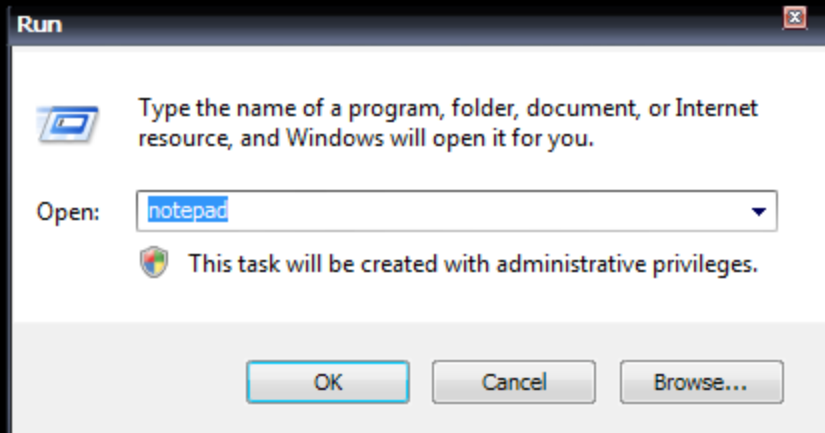 Run
Type the name of a program, folder, document, or Internet
resource, and Windows will open it for you.
Open: notepad
This task will be created with administrative privileges.
OK Cancel Browse...